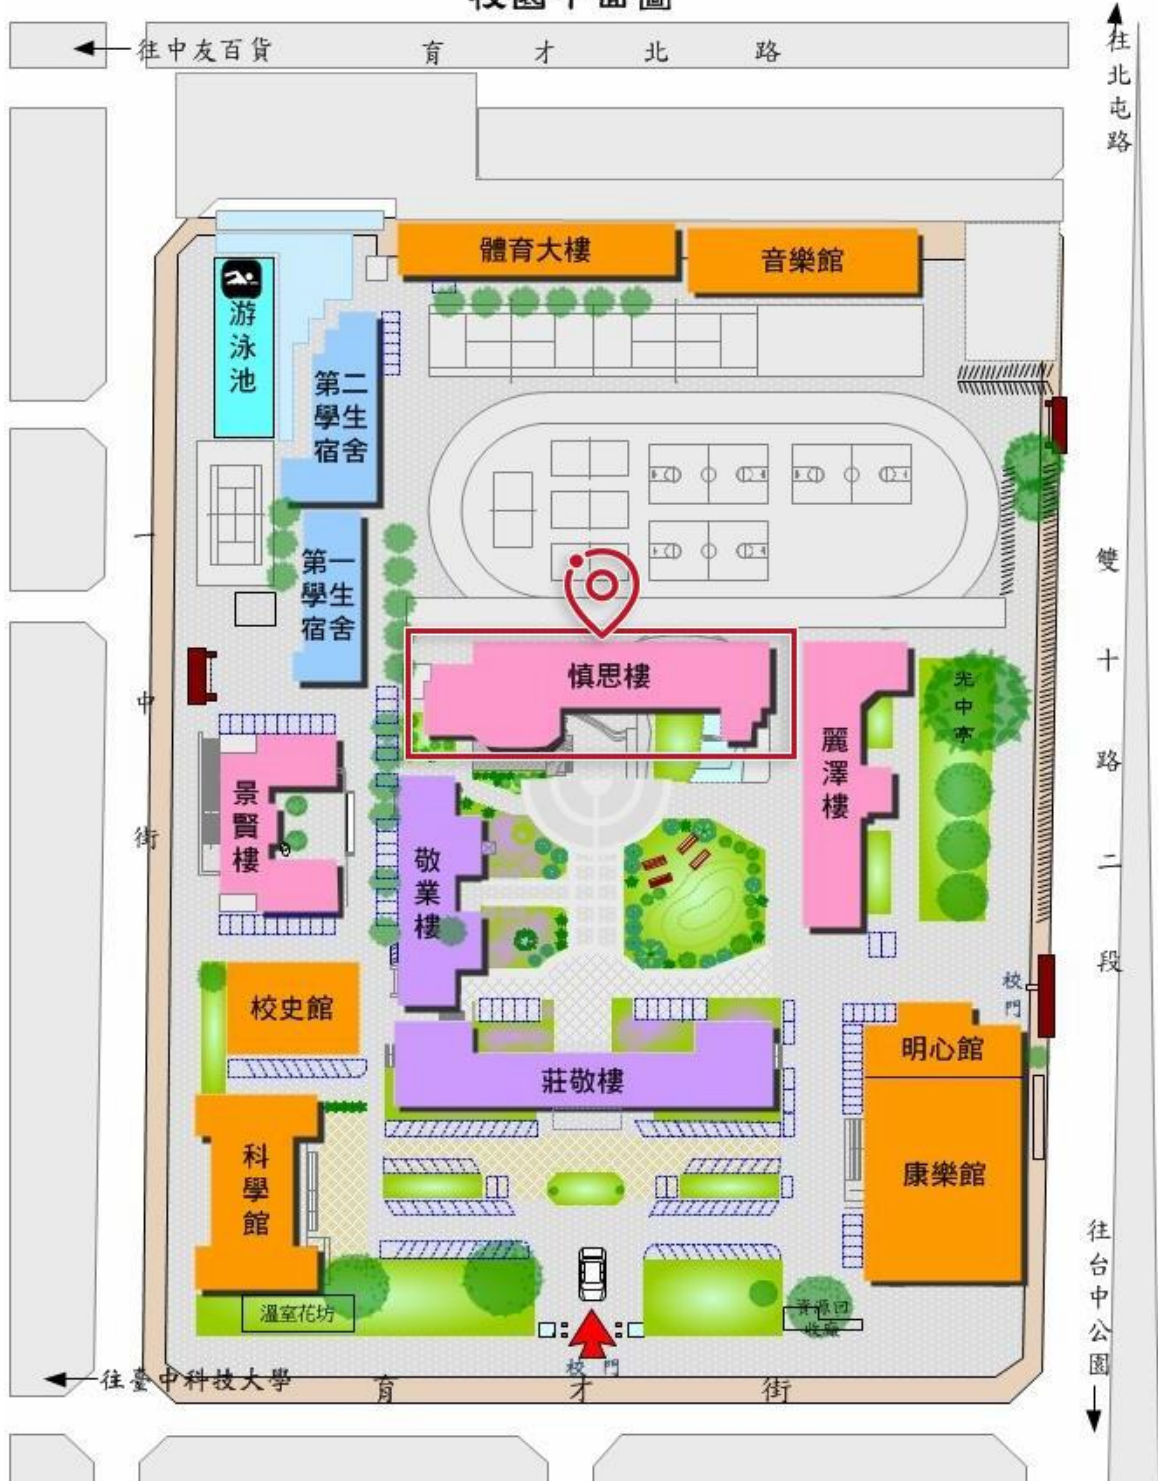 校園平面圖
往中友百貨
育才北路
往北屯路
體育大樓
音樂館
游泳池
第二學生宿舍
第一學生宿舍
一中街
雙十路二段
慎思樓
光中亭
麗澤樓
景賢樓
敬業樓
校史館
校門
明心館
莊敬樓
科學館
康樂館
往台中公園
溫室花坊
資源回
收廠
校門
往臺中科技大學
育才街